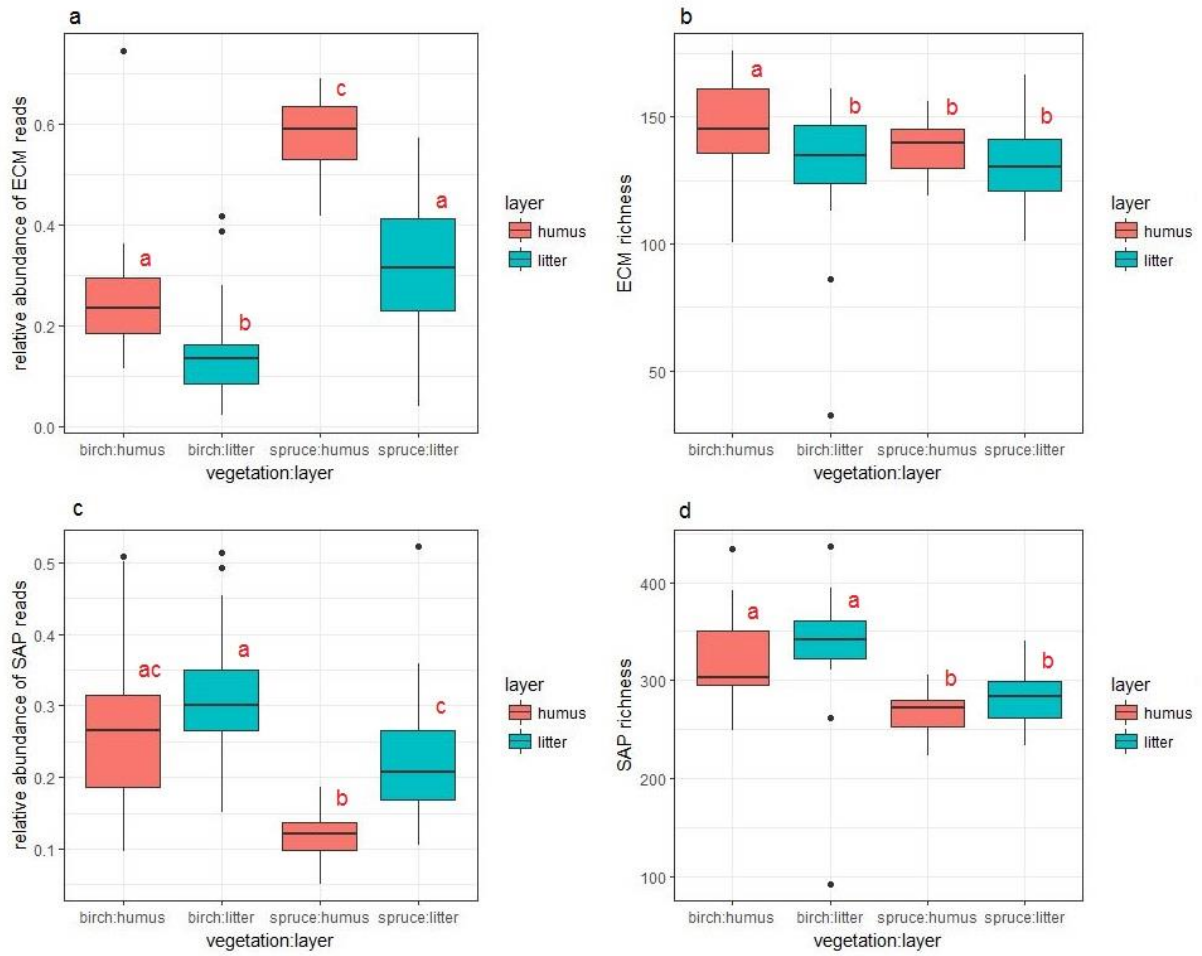 a
relative abundance of ECM reads
0.6
0.4
0.2
0.0
a
b
c
a
birch:humus birch:litter spruce:humus spruce:litter
vegetation:layer
layer
humus
litter
b
ECM richness
150
100
50
a
b
b
b
birch:humus birch:litter spruce:humus spruce:litter
vegetation:layer
layer
humus
litter
c
relative abundance of SAP reads
0.5
0.4
0.3
0.2
0.1
ac
a
b
c
birch:humus birch:litter spruce:humus spruce:litter
vegetation:layer
layer
humus
litter
d
SAP richness
400
300
200
100
a
a
b
b
birch:humus birch:litter spruce:humus spruce:litter
vegetation:layer
layer
humus
litter